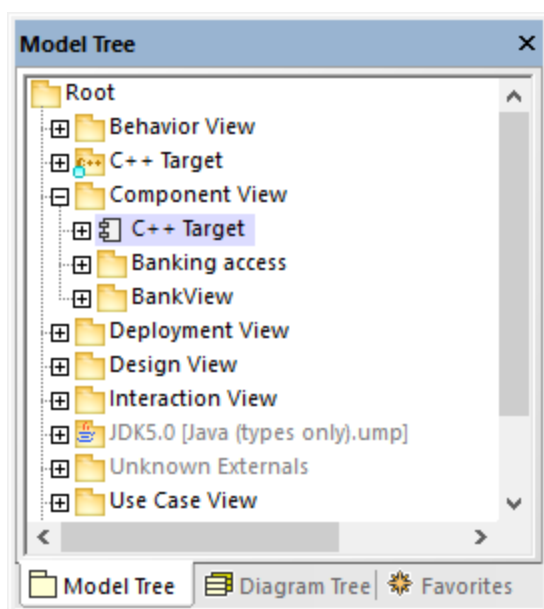 Model Tree
Root
Behavior View
C++ Target
Component View
C++ Target
Banking access
BankView
Deployment View
Design View
Interaction View
JDK5.0 [Java (types only).ump]
Unknown Externals
Use Case View
Model Tree Diagram Tree Favorites